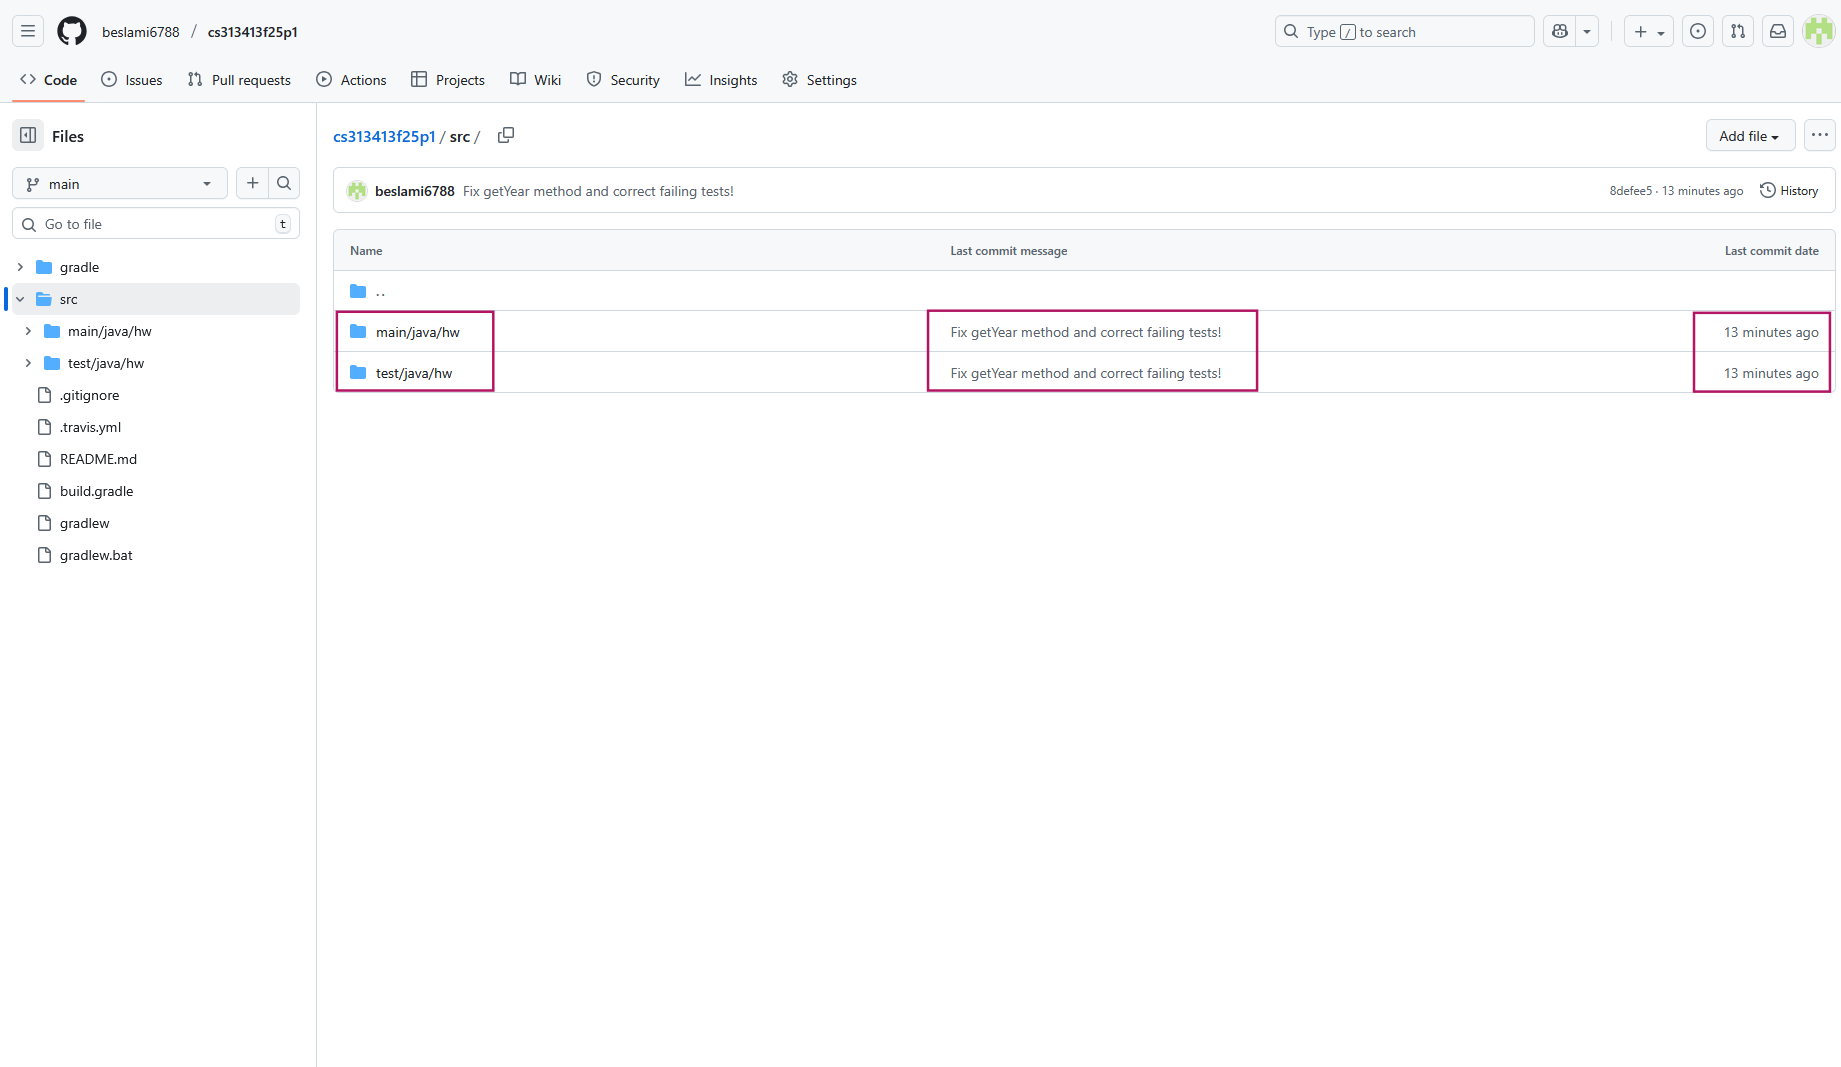 beslami6788 / cs313413f25p1
Type / to search
Code Issues Pull requests Actions Projects Wiki Security Insights Settings
Files
main
Go to file t
gradle
src
main/java/hw
test/java/hw
.gitignore
.travis.yml
README.md
build.gradle
gradlew
gradlew.bat
cs313413f25p1 / src /
Add file
beslami6788 Fix getYear method and correct failing tests!
8defee5 · 13 minutes ago History
Name Last commit message Last commit date
..
main/java/hw Fix getYear method and correct failing tests! 13 minutes ago
test/java/hw Fix getYear method and correct failing tests! 13 minutes ago